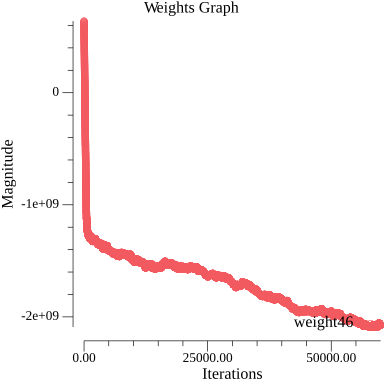 Weights Graph
Magnitude
0
-1e+09
-2e+09
weight46
0.00 25000.00 50000.00
Iterations